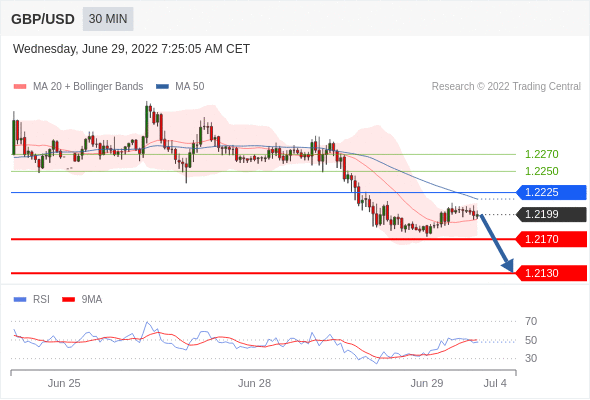 GBP/USD 30 MIN
Wednesday, June 29, 2022 7:25:05 AM CET
MA 20 + Bollinger Bands MA 50 Research © 2022 Trading Central
1.2270
1.2250
1.2225
1.2199
1.2170
1.2130
RSI 9MA
70
50
30
Jun 25 Jun 28 Jun 29 Jul 4